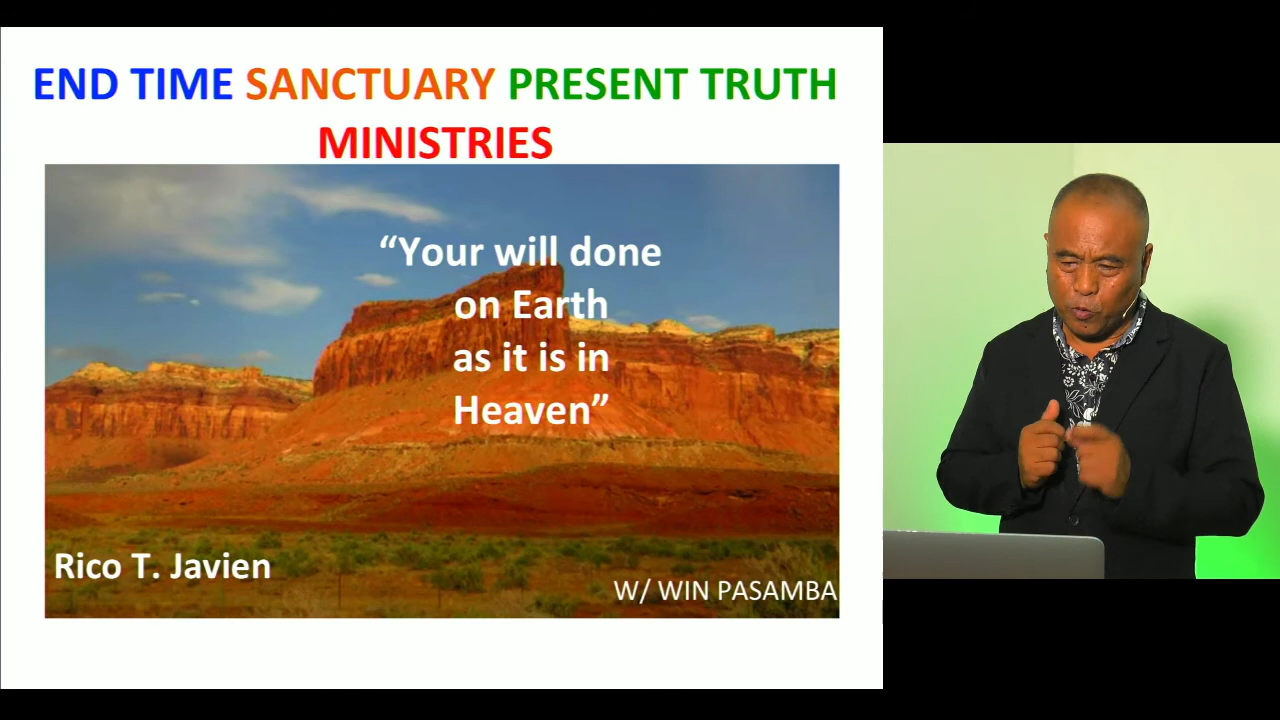 END TIME SANCTUARY PRESENT TRUTH
MINISTRIES
“Your will done
on Earth
as it is in
Heaven”
Rico T. Javien
W/ WIN PASAMBA